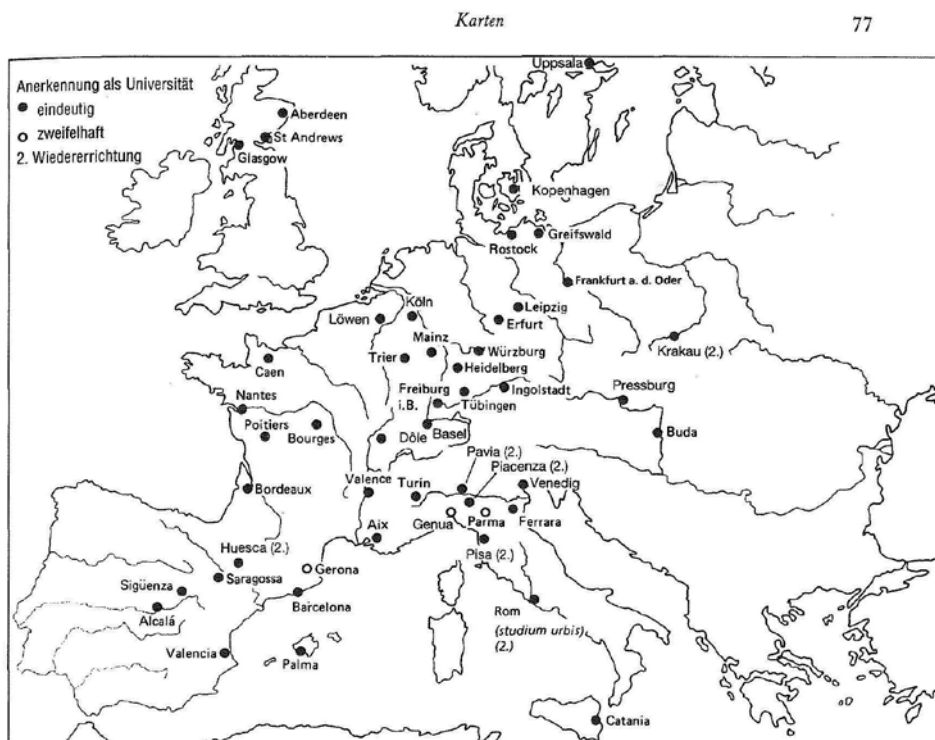 Karten
77
Anerkennung als Universität
eindeutig
zweifelhaft
2. Wiedererrichtung
Uppsala
Aberdeen
St Andrews
Glasgow
Kopenhagen
Rostock
Greifswald
Frankfurt a. d. Oder
Leipzig
Erfurt
Köln
Löwen
Mainz
Trier
Würzburg
Heidelberg
Krakau (2.)
Caen
Freiburg
i.B.
Tübingen
Ingolstadt
Pressburg
Nantes
Poitiers
Bourges
Dôle
Basel
Buda
Pavia (2.)
Piacenza (2.)
Valence
Turin
Venedig
Bordeaux
Genua
Parma
Ferrara
Aix
Pisa (2.)
Huesca (2.)
Gerona
Saragossa
Sigüenza
Barcelona
Alcalá
Rom
(studium urbis)
(2.)
Valencia
Palma
Catania